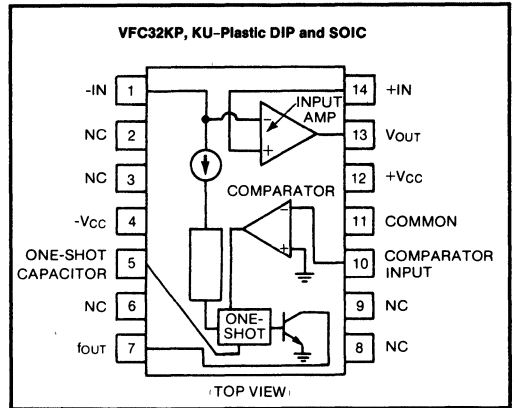 VFC32KP, KU–Plastic DIP and SOIC
-IN 1
NC 2
NC 3
-VCC 4
ONE-SHOT
CAPACITOR 5
NC 6
fOUT 7
14 +IN
13 VOUT
12 +VCC
11 COMMON
10 COMPARATOR
INPUT
9 NC
8 NC
INPUT
AMP
-
+
COMPARATOR
-
+
ONE-
SHOT
(TOP VIEW)